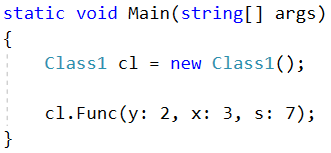 static void Main(string[] args)
{
Class1 cl = new Class1();
cl.Func(y: 2, x: 3, s: 7);
}